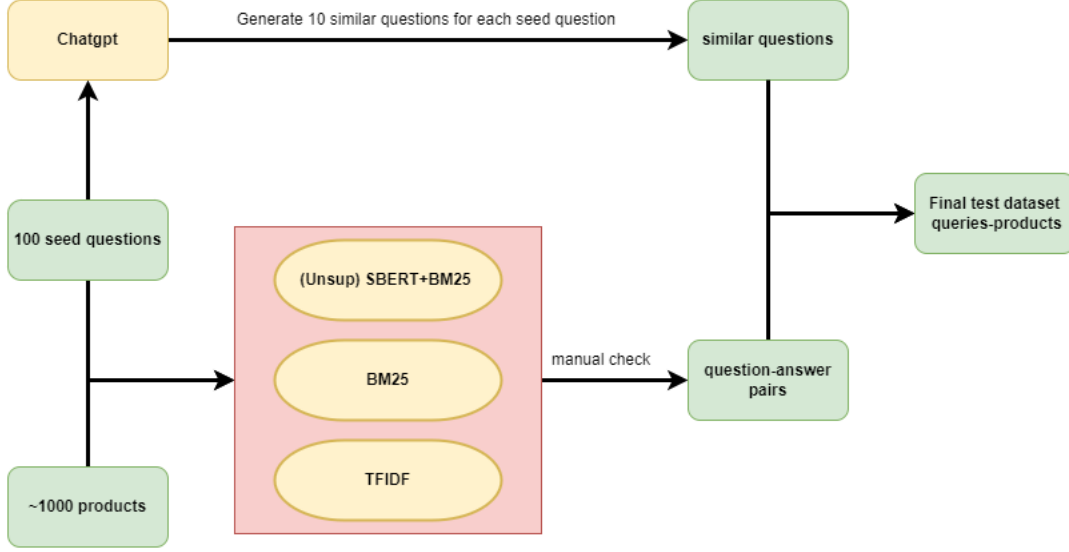 Generate 10 similar questions for each seed question
Chatgpt
similar questions
100 seed questions
Final test dataset
queries-products
(Unsup) SBERT+BM25
manual check
BM25
question-answer
pairs
TFIDF
~1000 products